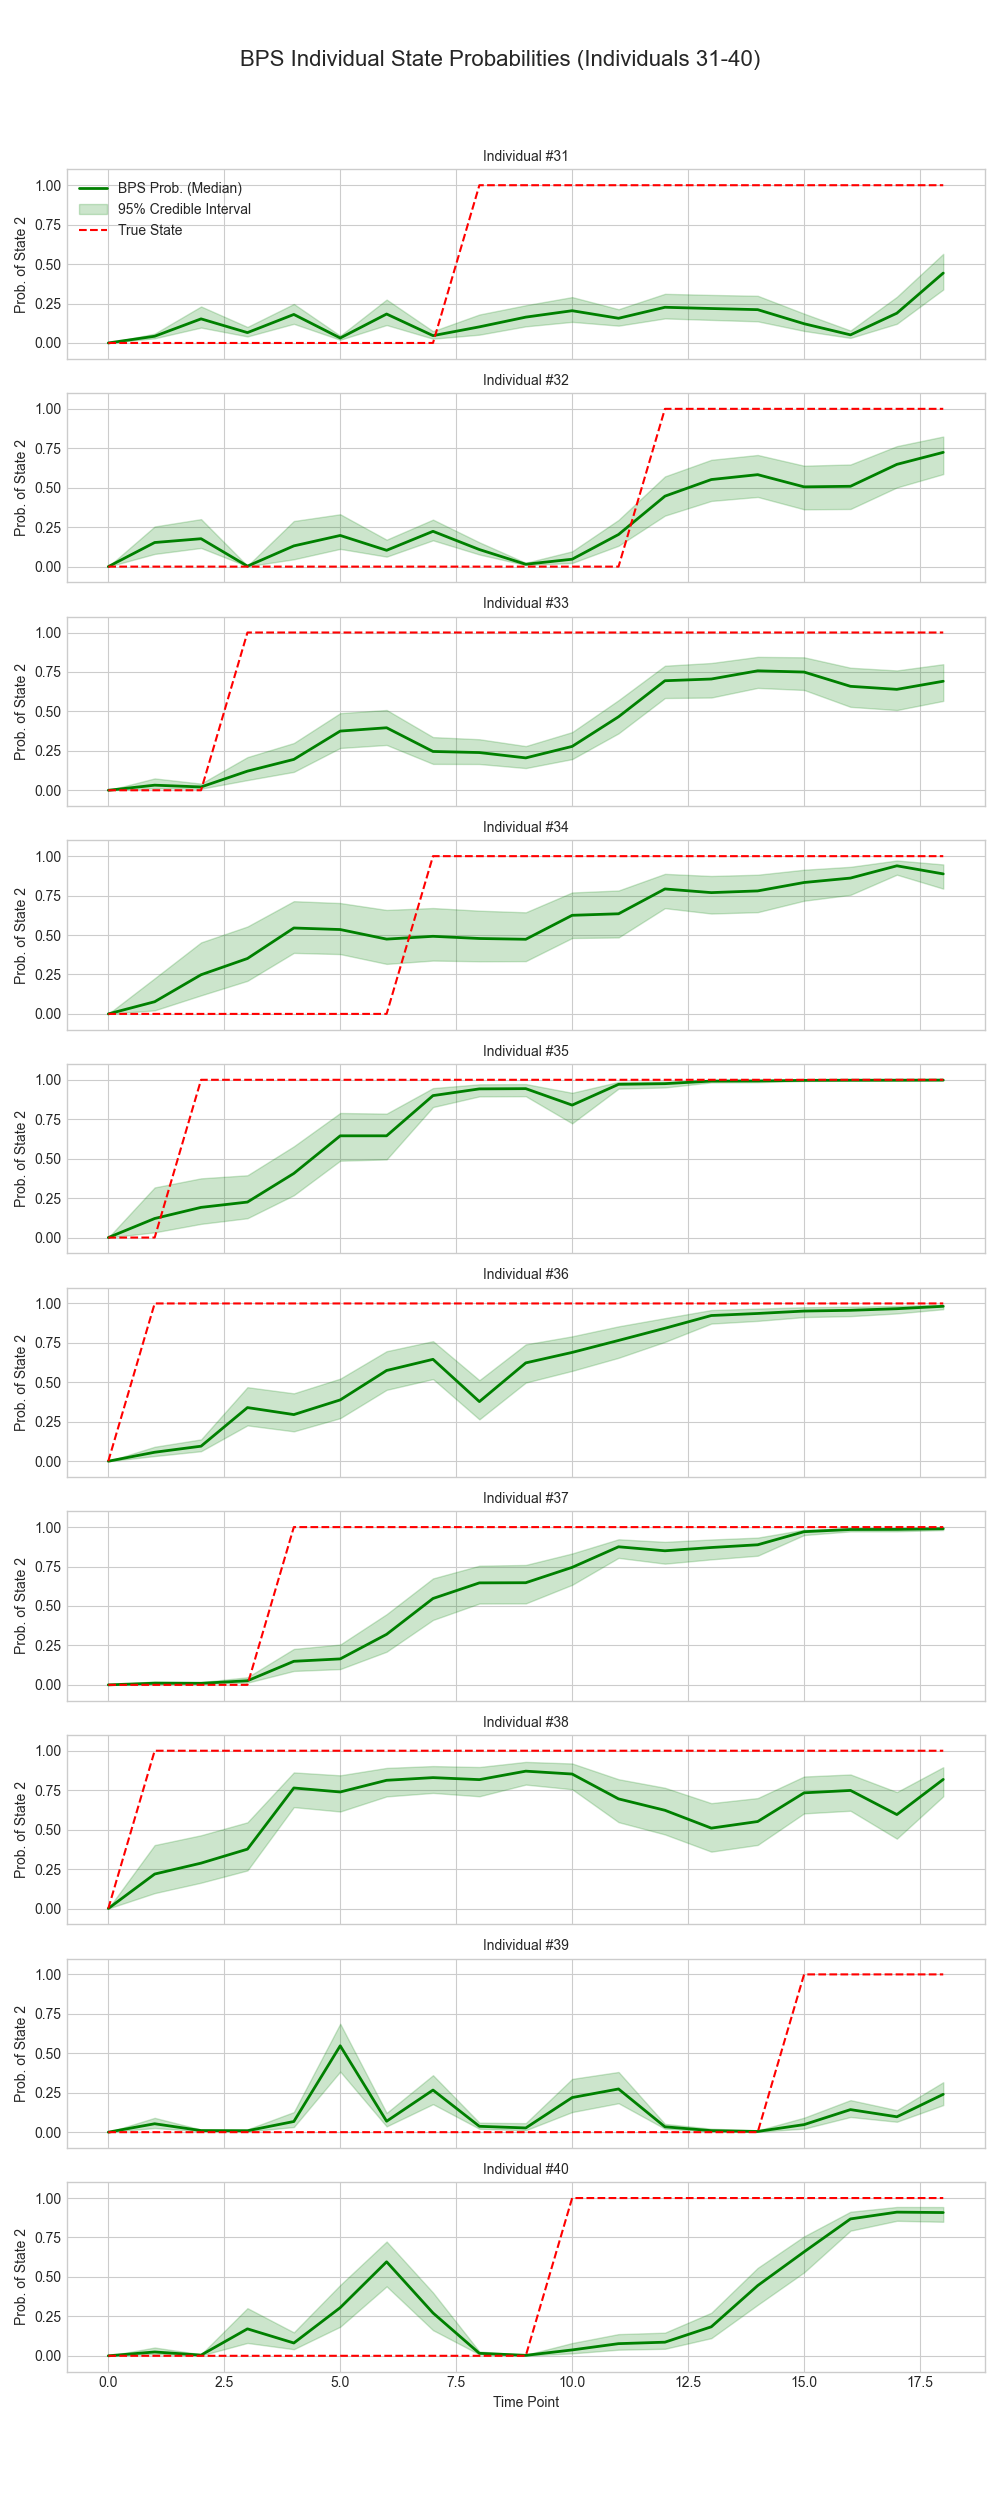 BPS Individual State Probabilities (Individuals 31-40)
Individual #31
Prob. of State 2
1.00
0.75
0.50
0.25
0.00
BPS Prob. (Median)
95% Credible Interval
True State
Individual #32
Prob. of State 2
1.00
0.75
0.50
0.25
0.00
Individual #33
Prob. of State 2
1.00
0.75
0.50
0.25
0.00
Individual #34
Prob. of State 2
1.00
0.75
0.50
0.25
0.00
Individual #35
Prob. of State 2
1.00
0.75
0.50
0.25
0.00
Individual #36
Prob. of State 2
1.00
0.75
0.50
0.25
0.00
Individual #37
Prob. of State 2
1.00
0.75
0.50
0.25
0.00
Individual #38
Prob. of State 2
1.00
0.75
0.50
0.25
0.00
Individual #39
Prob. of State 2
1.00
0.75
0.50
0.25
0.00
Individual #40
Prob. of State 2
1.00
0.75
0.50
0.25
0.00
0.0 2.5 5.0 7.5 10.0 12.5 15.0 17.5
Time Point